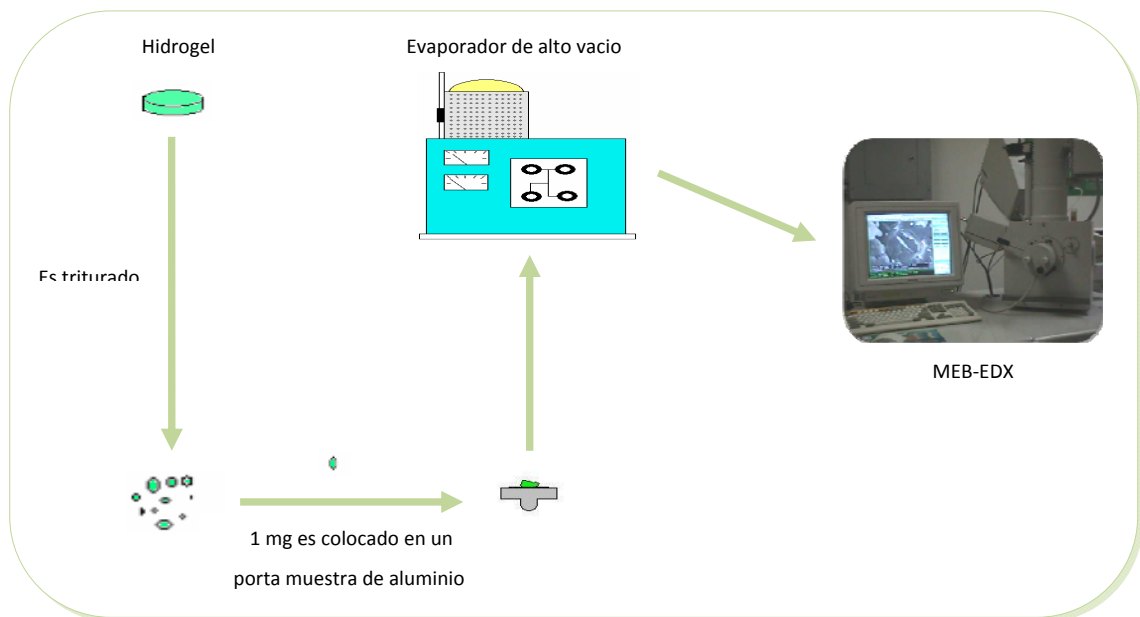 Hidrogel
Evaporador de alto vacio
Es triturado
MEB-EDX
1 mg es colocado en un
porta muestra de aluminio